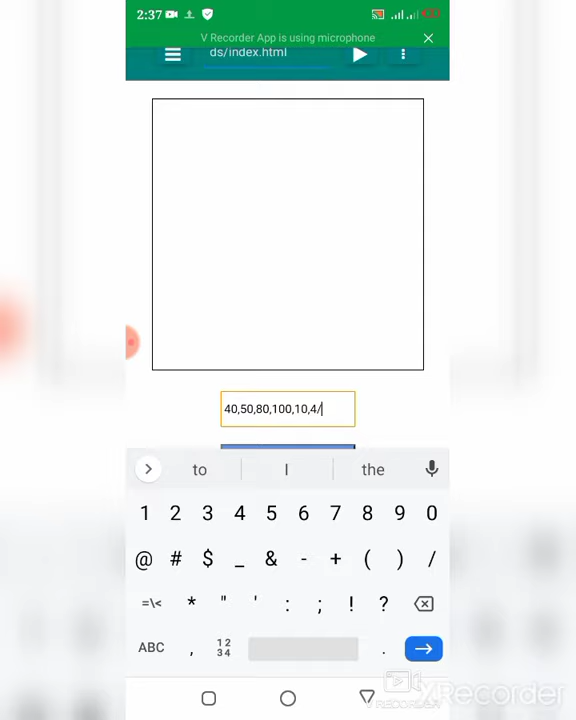 2:37
V Recorder App is using microphone
ds/index.html
40,50,80,100,10,4/
to I the
1 2 3 4 5 6 7 8 9 0
@ # $ _ & - + ( ) /
=\< * " ' : ; ! ?
ABC , 12 34 .
VRecorder
V RECORDER